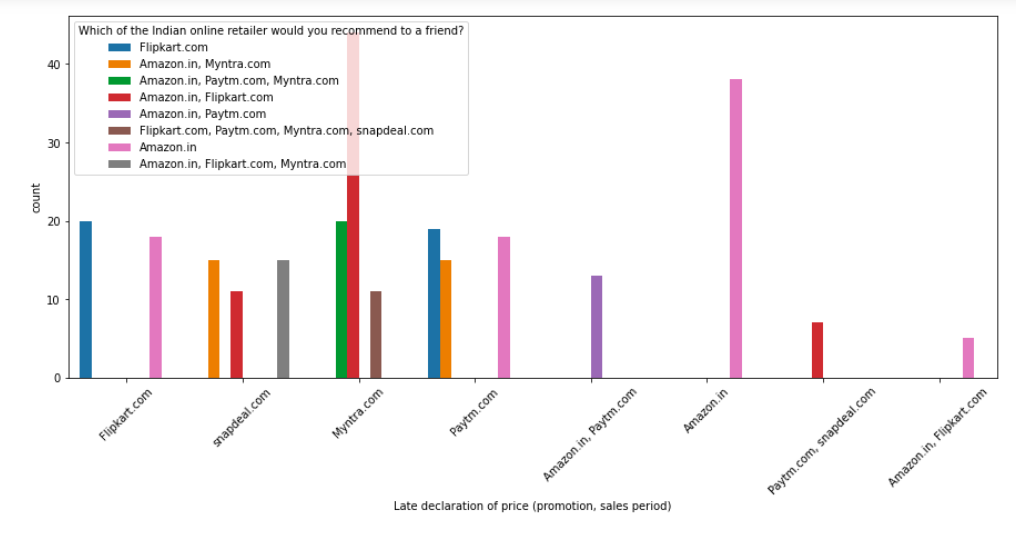 Which of the Indian online retailer would you recommend to a friend?
Flipkart.com
Amazon.in, Myntra.com
Amazon.in, Paytm.com, Myntra.com
Amazon.in, Flipkart.com
Amazon.in, Paytm.com
Flipkart.com, Paytm.com, Myntra.com, snapdeal.com
Amazon.in
Amazon.in, Flipkart.com, Myntra.com
40
30
20
10
0
count
Flipkart.com
snapdeal.com
Myntra.com
Paytm.com
Amazon.in, Paytm.com
Amazon.in
Paytm.com, snapdeal.com
Amazon.in, Flipkart.com
Late declaration of price (promotion, sales period)